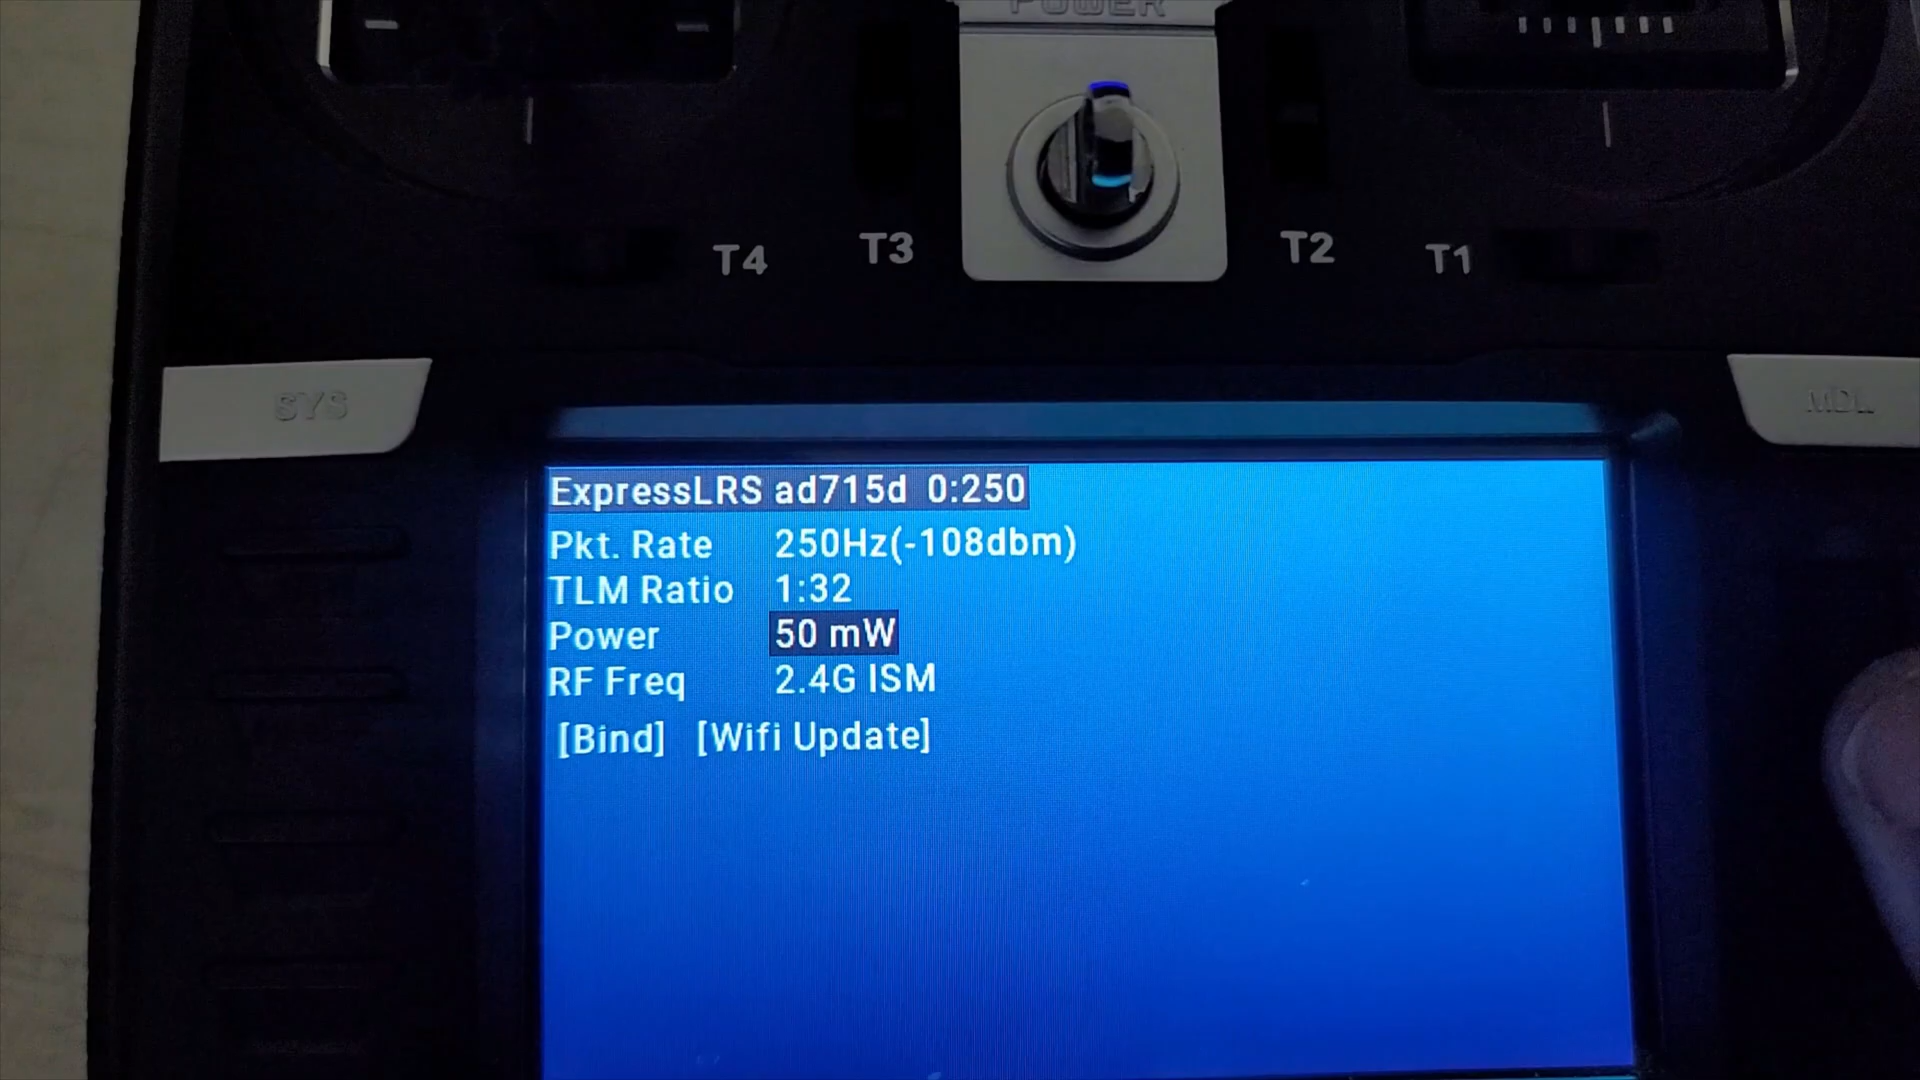 POWER
T4 T3 T2 T1
SYS
MDL
ExpressLRS ad715d 0:250
Pkt. Rate 250Hz(-108dbm)
TLM Ratio 1:32
Power 50 mW
RF Freq 2.4G ISM
[Bind] [Wifi Update]